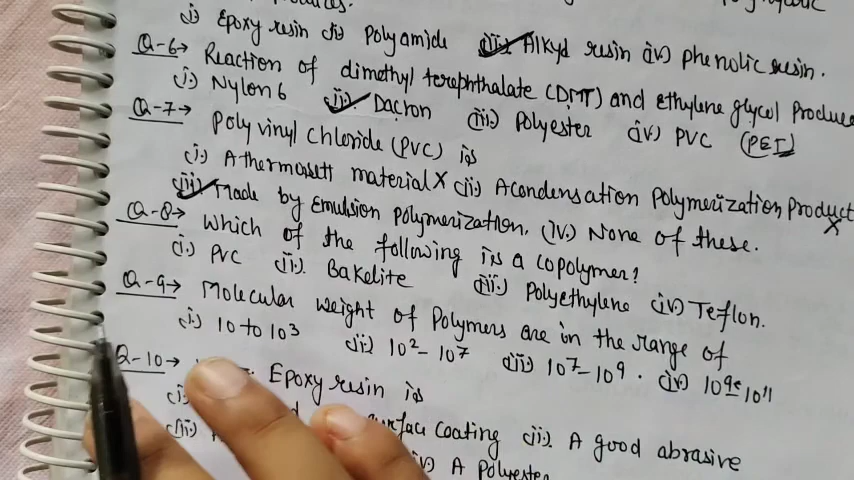 (i) Epoxy resin (ii) Polyamide (iii) Alkyd resin (iv) Phenolic resin.
Q-6→ Reaction of dimethyl terephthalate (DMT) and ethylene glycol Produce
(i) Nylon 6 (ii) Dacron (iii) Polyester (iv) PVC (PET)
Q-7→ Polyvinyl Chloride (PVC) is
(i) A thermosett material X (ii) A condensation Polymerization Product X
(iii) Made by Emulsion polymerization. (iv) None of these.
Q-8→ Which of the following is a copolymer?
(i). PVC (ii). Bakelite (iii). Polyethylene (iv) Teflon.
Q-9→ Molecular weight of Polymers are in the range of
(i) 10 to 10³ (ii) 10² - 10⁷ (iii) 10⁷ - 10⁹. (iv) 10⁹ 10¹¹
Q-10→ Epoxy resin is
(i) surface coating (ii). A good abrasive
(iii) A (iv) A Polyester